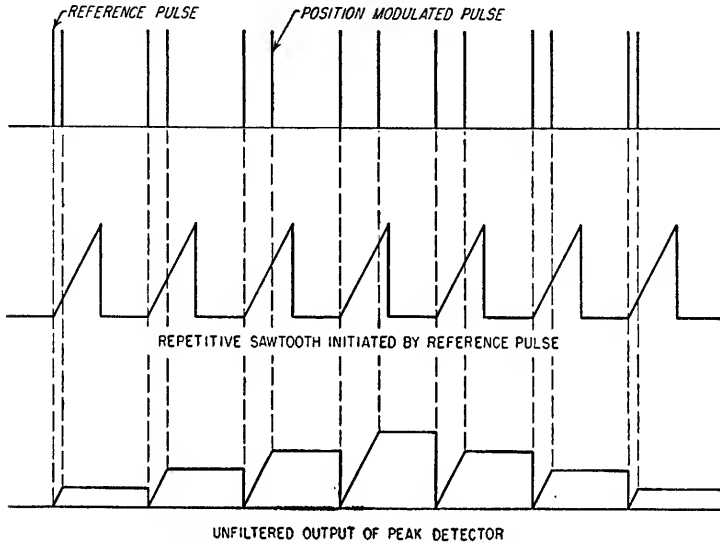 REFERENCE PULSE
POSITION MODULATED PULSE
REPETITIVE SAWTOOTH INITIATED BY REFERENCE PULSE
UNFILTERED OUTPUT OF PEAK DETECTOR